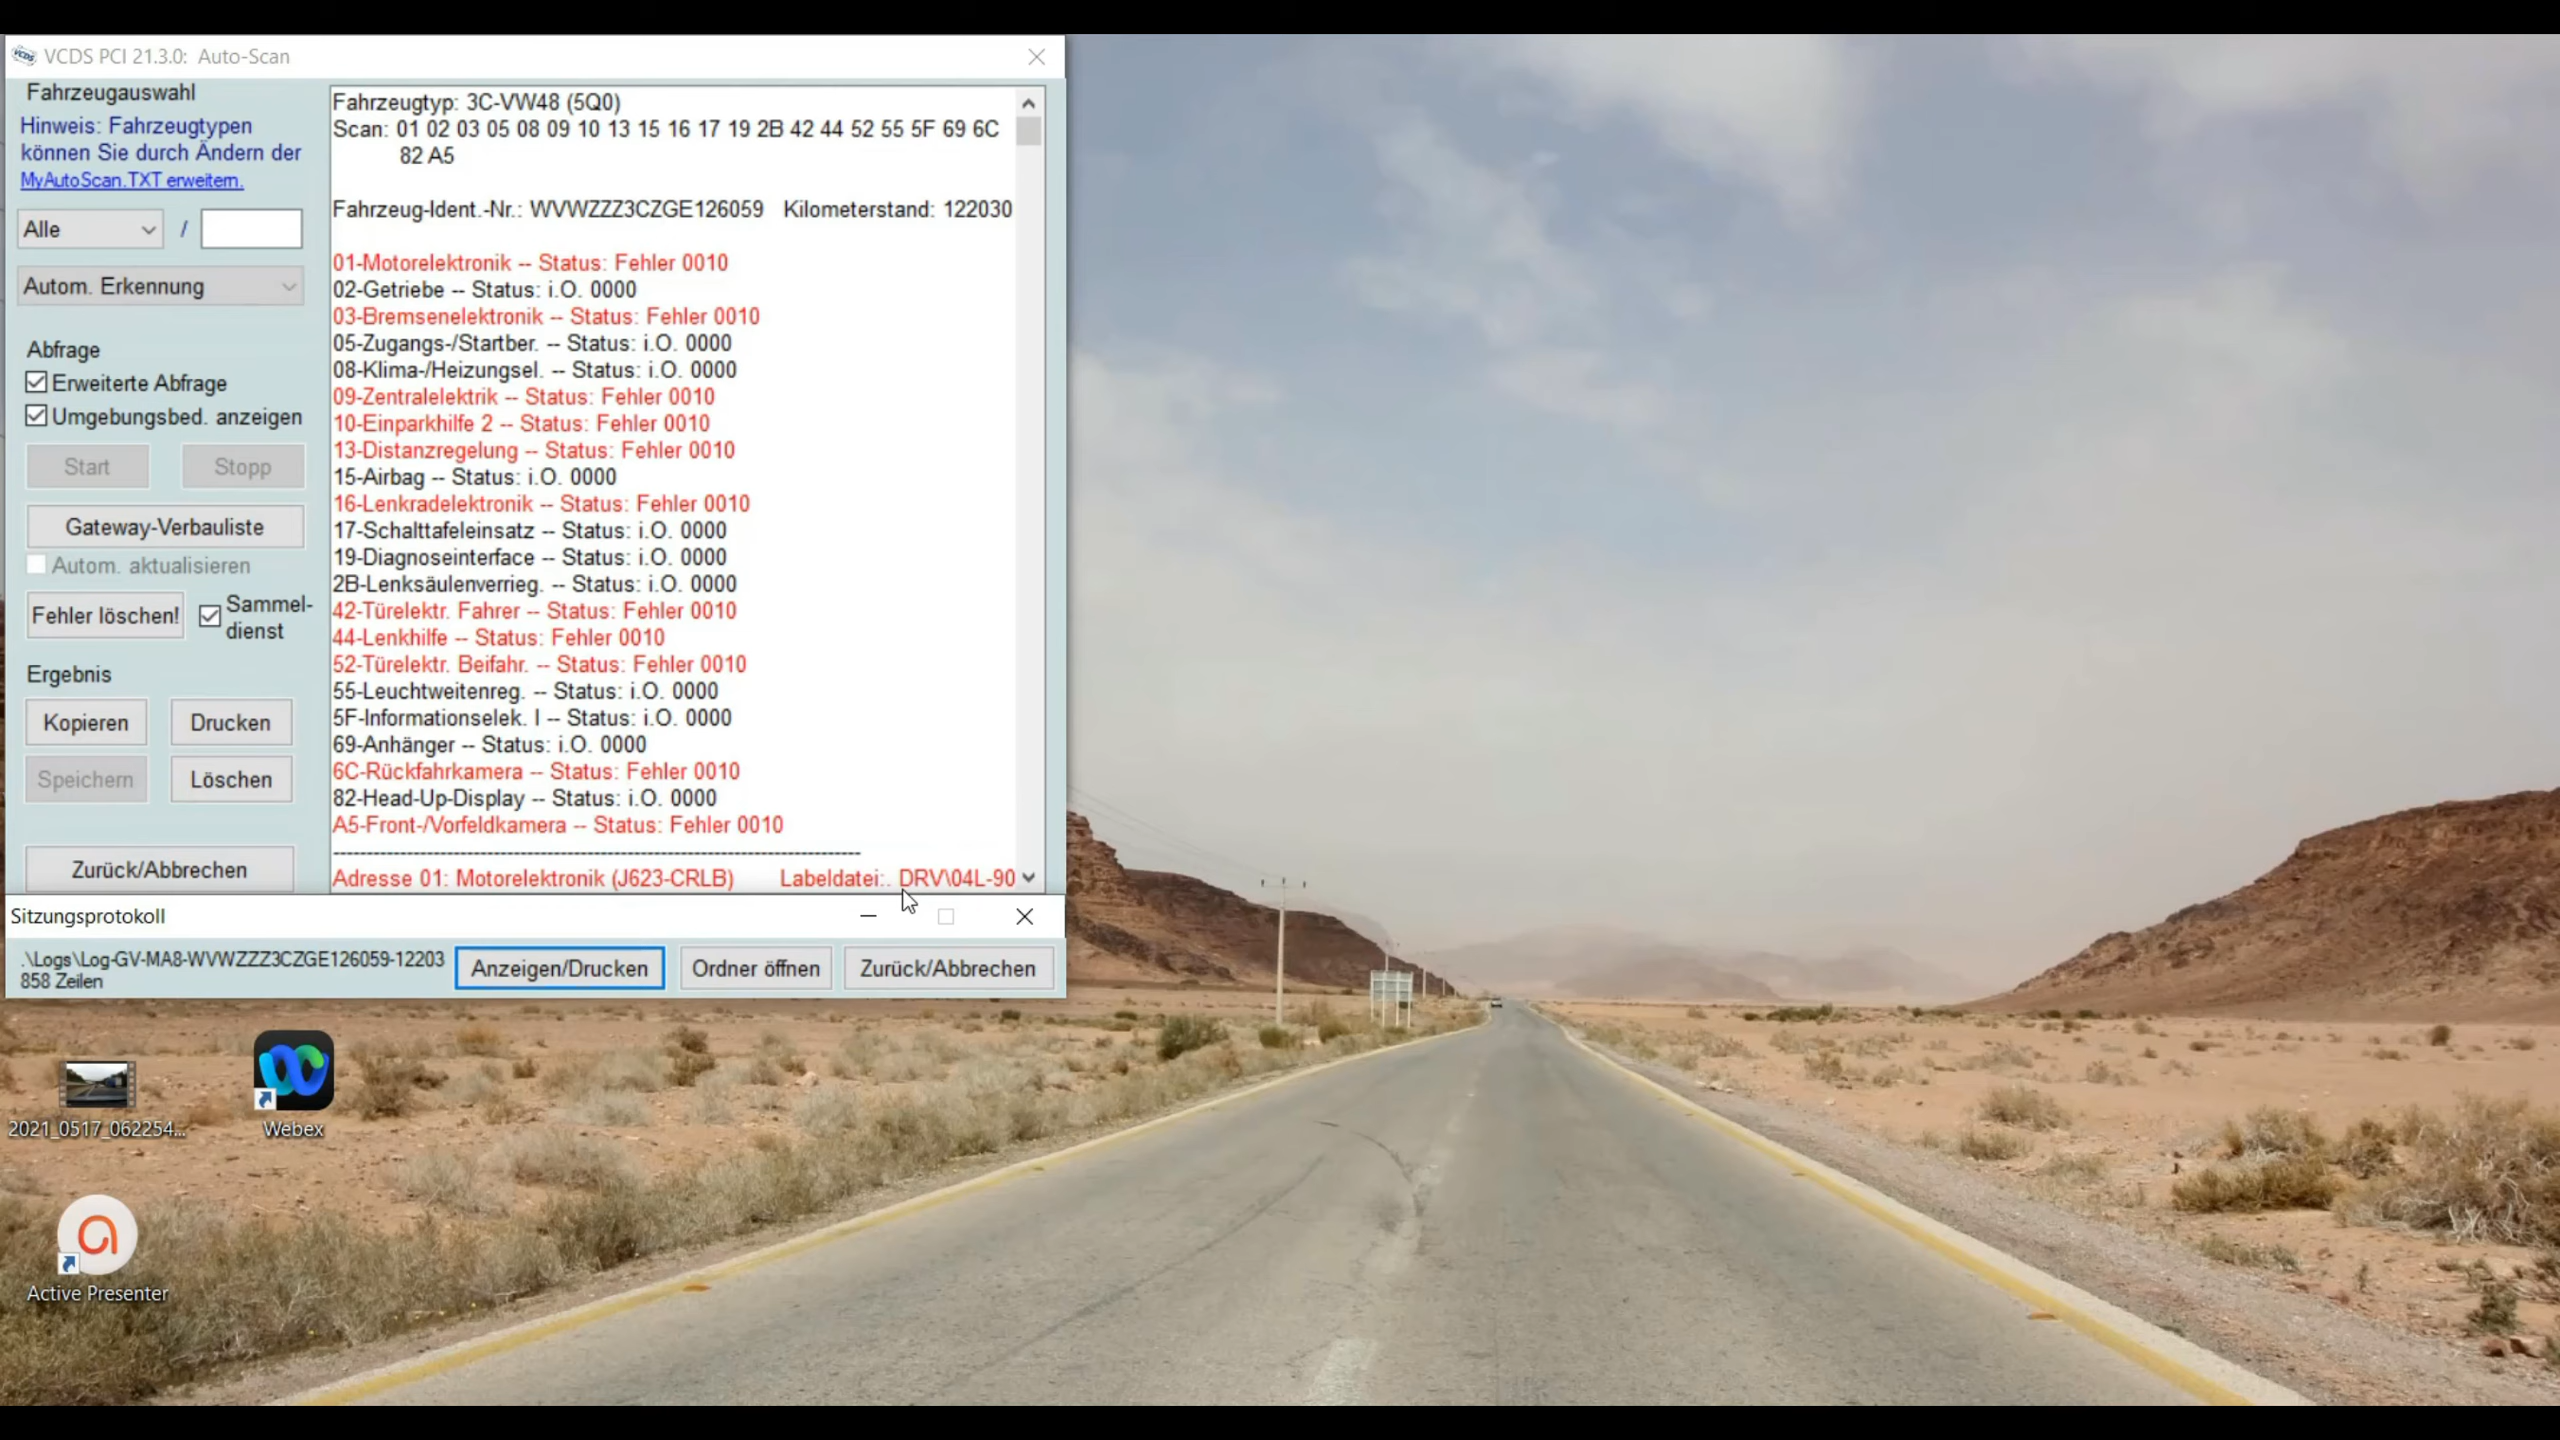 VCDS PCI 21.3.0: Auto-Scan
Fahrzeugauswahl
Hinweis: Fahrzeugtypen
können Sie durch Ändern der
MyAutoScan.TXT erweitern.
Alle
/
Autom. Erkennung
Abfrage
Erweiterte Abfrage
Umgebungsbed. anzeigen
Start
Stopp
Gateway-Verbauliste
Autom. aktualisieren
Fehler löschen!
Sammel-
dienst
Ergebnis
Kopieren
Drucken
Speichern
Löschen
Zurück/Abbrechen
Fahrzeugtyp: 3C-VW48 (5Q0)
Scan: 01 02 03 05 08 09 10 13 15 16 17 19 2B 42 44 52 55 5F 69 6C
82 A5
Fahrzeug-Ident.-Nr.: WVWZZZ3CZGE126059 Kilometerstand: 122030
01-Motorelektronik -- Status: Fehler 0010
02-Getriebe -- Status: i.O. 0000
03-Bremsenelektronik -- Status: Fehler 0010
05-Zugangs-/Startber. -- Status: i.O. 0000
08-Klima-/Heizungsel. -- Status: i.O. 0000
09-Zentralelektrik -- Status: Fehler 0010
10-Einparkhilfe 2 -- Status: Fehler 0010
13-Distanzregelung -- Status: Fehler 0010
15-Airbag -- Status: i.O. 0000
16-Lenkradelektronik -- Status: Fehler 0010
17-Schalttafeleinsatz -- Status: i.O. 0000
19-Diagnoseinterface -- Status: i.O. 0000
2B-Lenksäulenverrieg. -- Status: i.O. 0000
42-Türelektr. Fahrer -- Status: Fehler 0010
44-Lenkhilfe -- Status: Fehler 0010
52-Türelektr. Beifahr. -- Status: Fehler 0010
55-Leuchtweitenreg. -- Status: i.O. 0000
5F-Informationselek. I -- Status: i.O. 0000
69-Anhänger -- Status: i.O. 0000
6C-Rückfahrkamera -- Status: Fehler 0010
82-Head-Up-Display -- Status: i.O. 0000
A5-Front-/Vorfeldkamera -- Status: Fehler 0010
-------------------------------------------------------------------------------
Adresse 01: Motorelektronik (J623-CRLB) Labeldatei:. DRV\04L-90
Sitzungsprotokoll
.\Logs\Log-GV-MA8-WVWZZZ3CZGE126059-12203
858 Zeilen
Anzeigen/Drucken
Ordner öffnen
Zurück/Abbrechen
2021_0517_062254...
Webex
Active Presenter